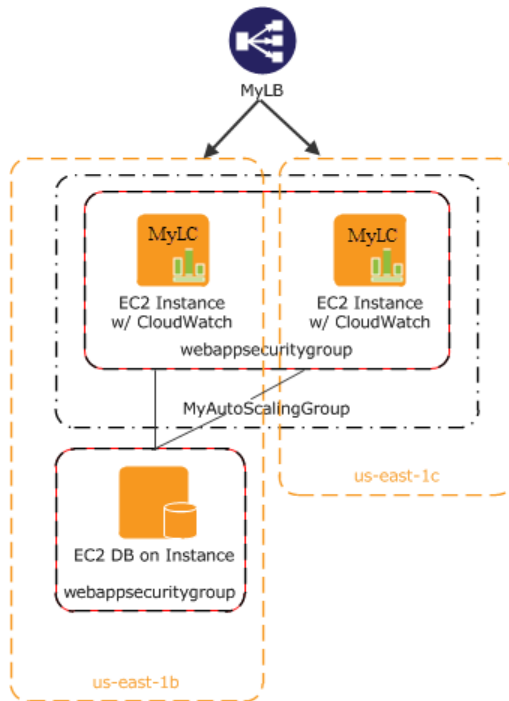 MyLB
MyLC
MyLC
EC2 Instance
w/ CloudWatch
EC2 Instance
w/ CloudWatch
webappsecuritygroup
MyAutoScalingGroup
us-east-1c
EC2 DB on Instance
webappsecuritygroup
us-east-1b